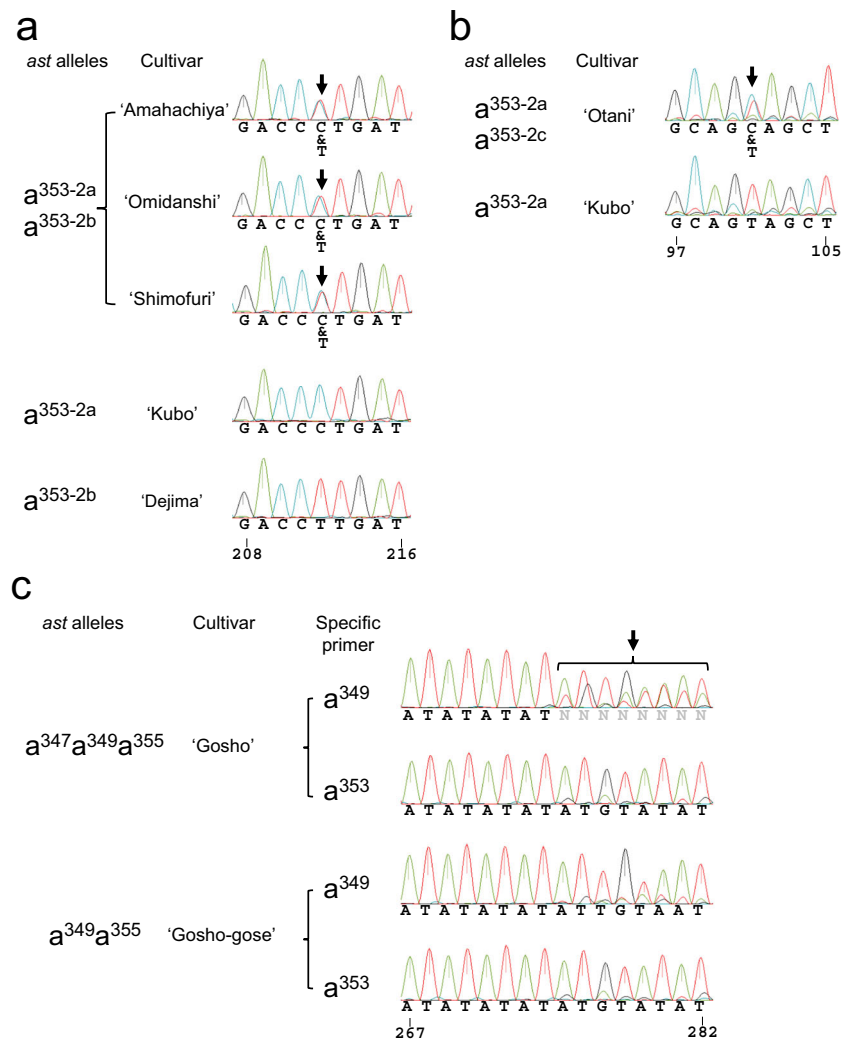 a
ast alleles Cultivar
'Amahachiya'
G A C C C T G A T
&
T
a353-2a
a353-2b
'Omidanshi'
G A C C C T G A T
&
T
'Shimofuri'
G A C C C T G A T
&
T
a353-2a 'Kubo'
G A C C C T G A T
a353-2b 'Dejima'
G A C C T T G A T
208 216
b
ast alleles Cultivar
a353-2a
a353-2c
'Otani'
G C A G C A G C T
&
T
a353-2a 'Kubo'
G C A G T A G C T
97 105
c
ast alleles Cultivar Specific
primer
a349
A T A T A T A T N N N N N N N N
a347a349a355 'Gosho'
a353
A T A T A T A T A T G T A T A T
a349
A T A T A T A T A T T G T A A T
a349a355 'Gosho-gose'
a353
A T A T A T A T A T G T A T A T
267 282